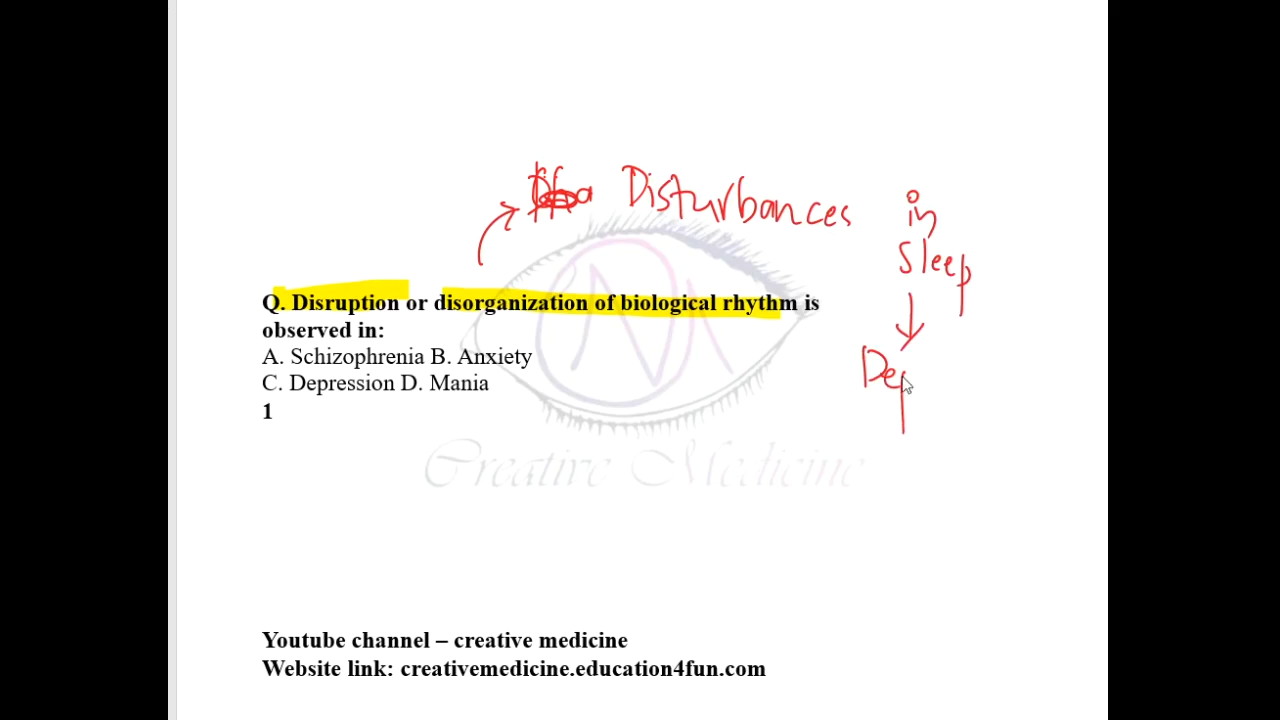 Disturbances in
Sleep
Dep
Q. Disruption or disorganization of biological rhythm is
observed in:
A. Schizophrenia B. Anxiety
C. Depression D. Mania
1
Creative Medicine
Youtube channel – creative medicine
Website link: creativemedicine.education4fun.com